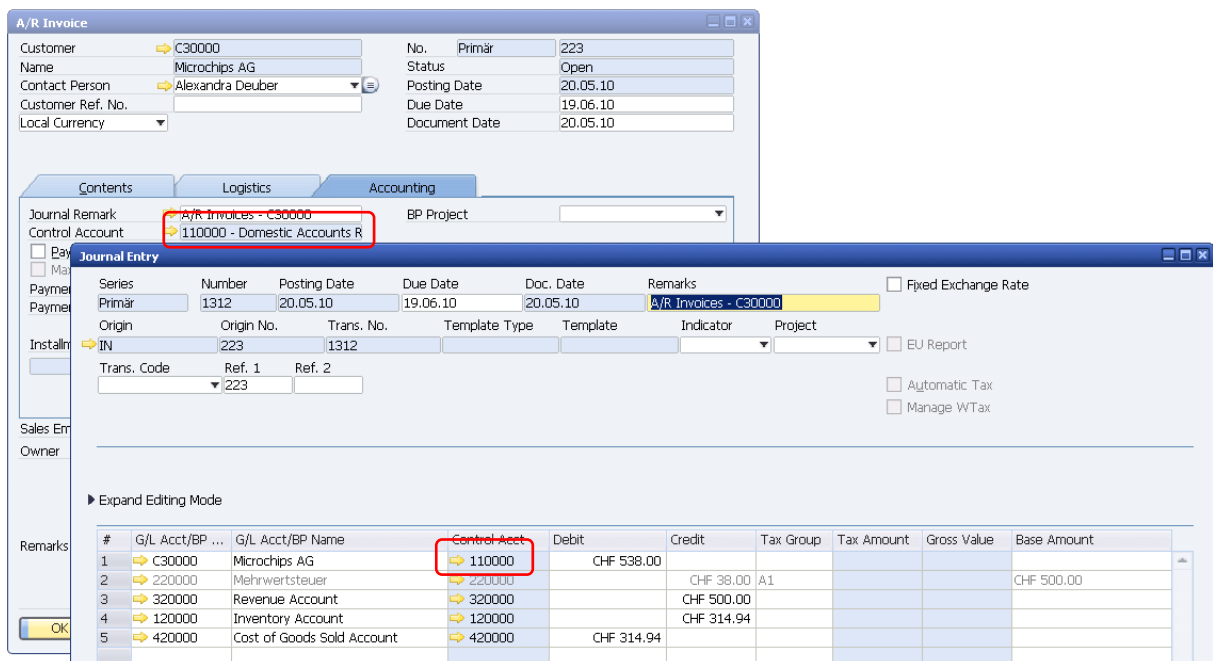 A/R Invoice
Customer C30000 No. Primär 223
Name Microchips AG Status Open
Contact Person Alexandra Deuber Posting Date 20.05.10
Customer Ref. No. Due Date 19.06.10
Local Currency Document Date 20.05.10
Contents Logistics Accounting
Journal Remark A/R Invoices - C30000 BP Project
Control Account 110000 - Domestic Accounts R
Pay
Max
Payme
Payme
Installm
Sales Em
Owner
Remarks
OK
Journal Entry
Series Number Posting Date Due Date Doc. Date Remarks
Primär 1312 20.05.10 19.06.10 20.05.10 A/R Invoices - C30000 Fixed Exchange Rate
Origin Origin No. Trans. No. Template Type Template Indicator Project
IN 223 1312 EU Report
Trans. Code Ref. 1 Ref. 2
223 Automatic Tax
Manage WTax
Expand Editing Mode
# G/L Acct/BP ... G/L Acct/BP Name Control Acct Debit Credit Tax Group Tax Amount Gross Value Base Amount
1 C30000 Microchips AG 110000 CHF 538.00
2 220000 Mehrwertsteuer 220000 CHF 38.00 A1 CHF 500.00
3 320000 Revenue Account 320000 CHF 500.00
4 120000 Inventory Account 120000 CHF 314.94
5 420000 Cost of Goods Sold Account 420000 CHF 314.94